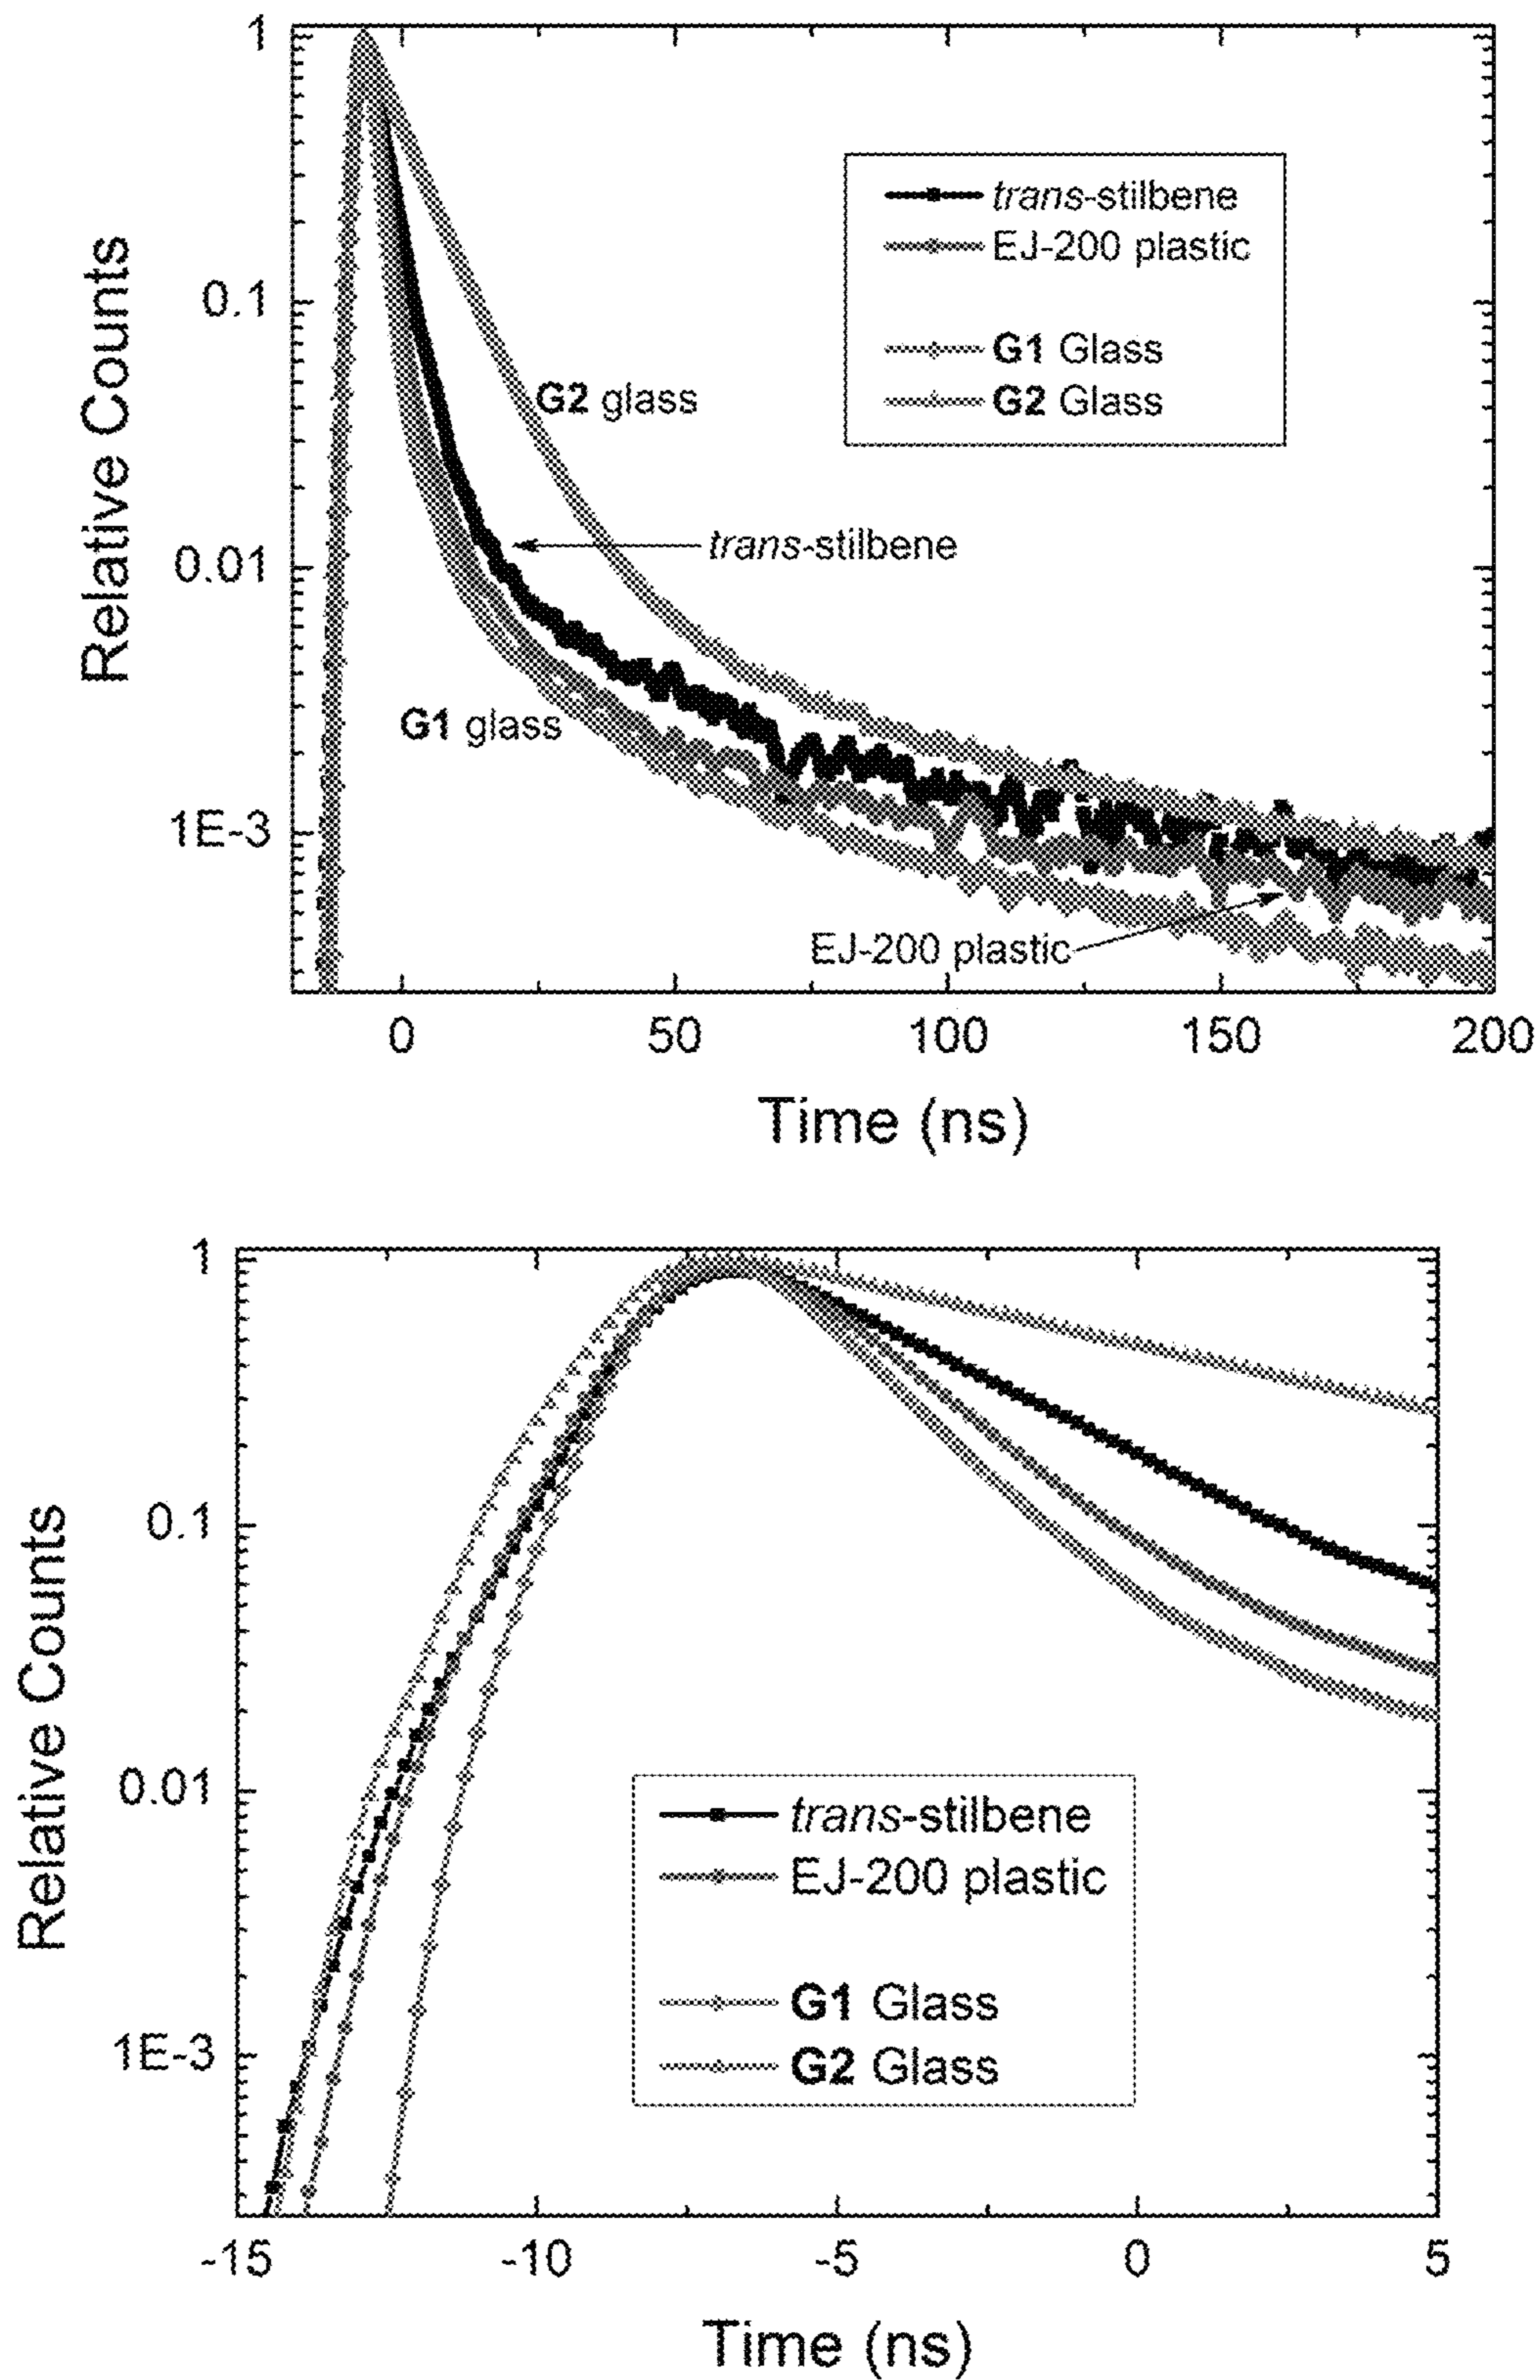 1
0.1
0.01
1E-3
Relative Counts
trans-stilbene
EJ-200 plastic
G1 Glass
G2 Glass
G2 glass
trans-stilbene
G1 glass
EJ-200 plastic
0 50 100 150 200
Time (ns)
1
0.1
0.01
1E-3
Relative Counts
trans-stilbene
EJ-200 plastic
G1 Glass
G2 Glass
-15 -10 -5 0 5
Time (ns)